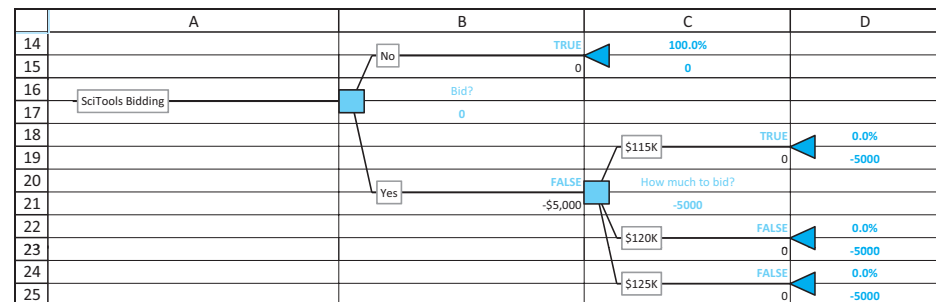 A B C D
14 TRUE 100.0%
No
15 0 0
16 Bid?
SciTools Bidding
17 0
18 TRUE 0.0%
$115K
19 0 -5000
20 FALSE How much to bid?
Yes
21 -$5,000 -5000
22 FALSE 0.0%
$120K
23 0 -5000
24 FALSE 0.0%
$125K
25 0 -5000